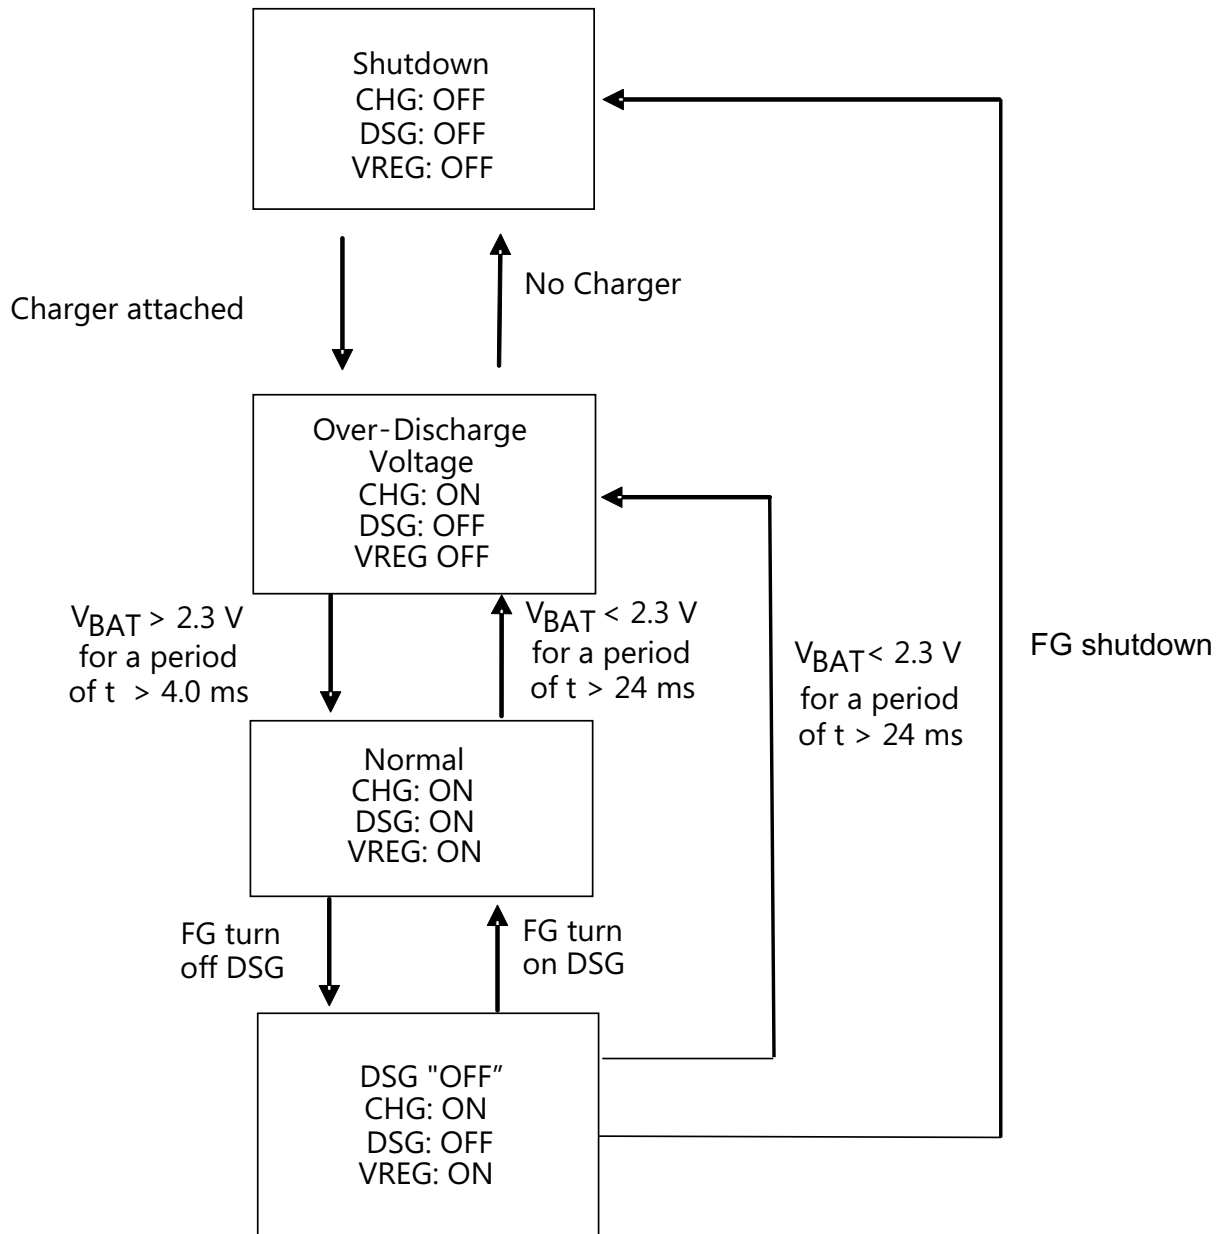 Shutdown
CHG: OFF
DSG: OFF
VREG: OFF
Charger attached
No Charger
Over-Discharge
Voltage
CHG: ON
DSG: OFF
VREG OFF
VBAT > 2.3 V
for a period
of t > 4.0 ms
VBAT < 2.3 V
for a period
of t > 24 ms
VBAT < 2.3 V
for a period
of t > 24 ms
FG shutdown
Normal
CHG: ON
DSG: ON
VREG: ON
FG turn
off DSG
FG turn
on DSG
DSG "OFF”
CHG: ON
DSG: OFF
VREG: ON